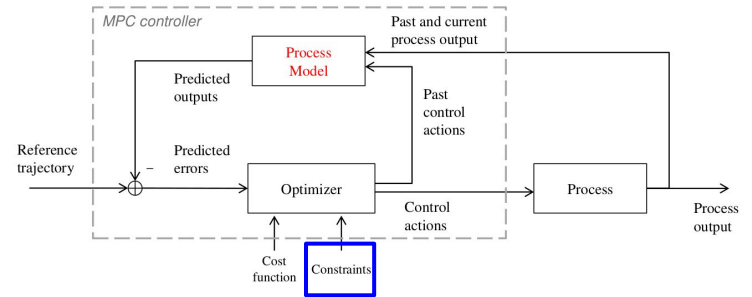 MPC controller
Past and current
process output
Process
Model
Predicted
outputs
Past
control
actions
Reference
trajectory
Predicted
errors
−
Optimizer
Process
Control
actions
Process
output
Cost
function
Constraints